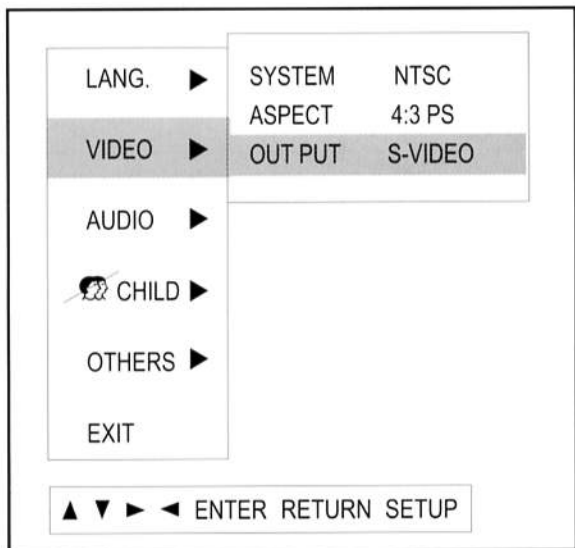 LANG. ▶
VIDEO ▶
AUDIO ▶
CHILD ▶
OTHERS ▶
EXIT
SYSTEM NTSC
ASPECT 4:3 PS
OUT PUT S-VIDEO
▲ ▼ ► ◄ ENTER RETURN SETUP